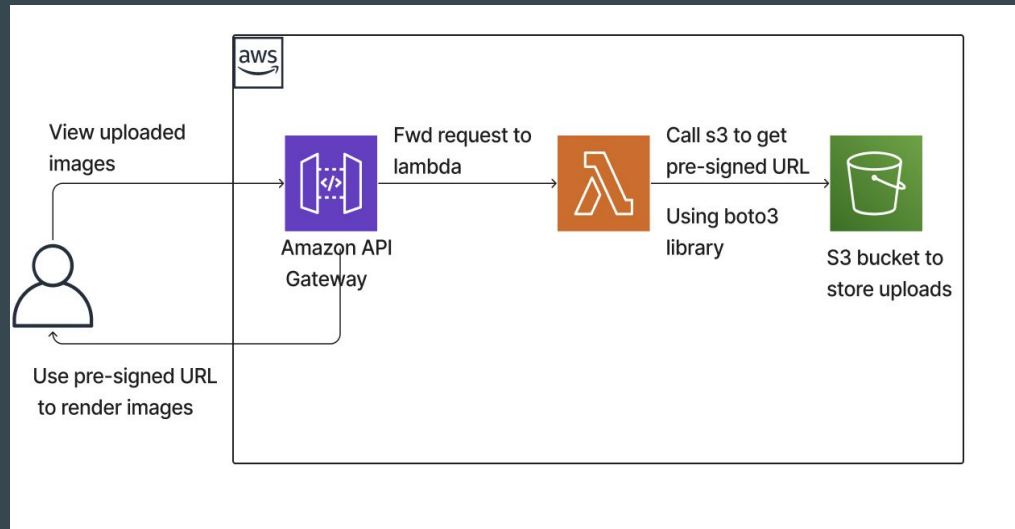 aws
View uploaded
images
</>
Amazon API
Gateway
Fwd request to
lambda
Call s3 to get
pre-signed URL
Using boto3
library
S3 bucket to
store uploads
Use pre-signed URL
to render images